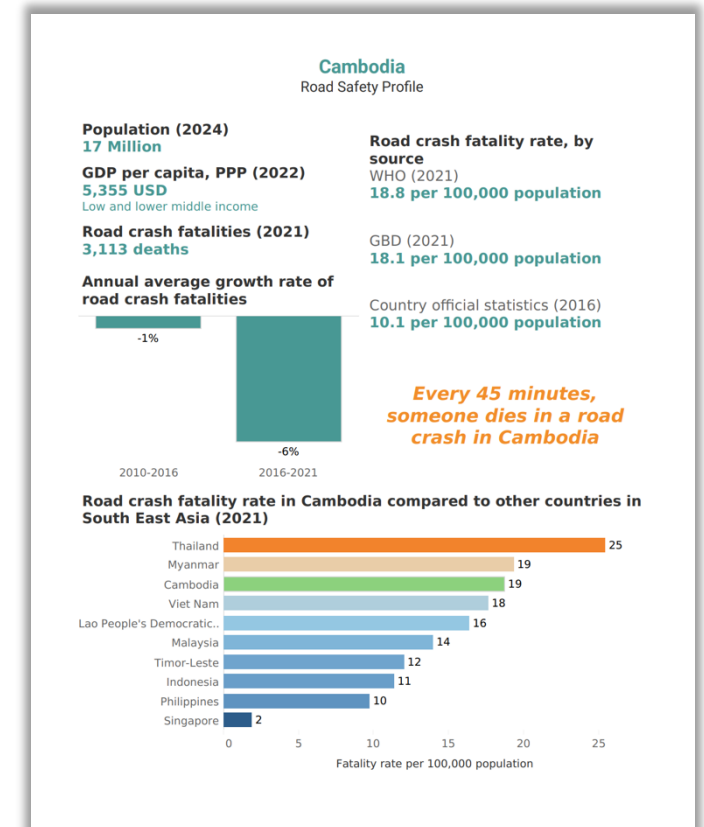 Cambodia
Road Safety Profile
Population (2024)
17 Million
GDP per capita, PPP (2022)
5,355 USD
Low and lower middle income
Road crash fatalities (2021)
3,113 deaths
Annual average growth rate of
road crash fatalities
-1%
-6%
2010-2016
2016-2021
Road crash fatality rate, by
source
WHO (2021)
18.8 per 100,000 population
GBD (2021)
18.1 per 100,000 population
Country official statistics (2016)
10.1 per 100,000 population
Every 45 minutes,
someone dies in a road
crash in Cambodia
Road crash fatality rate in Cambodia compared to other countries in
South East Asia (2021)
Thailand 25
Myanmar 19
Cambodia 19
Viet Nam 18
Lao People's Democratic.. 16
Malaysia 14
Timor-Leste 12
Indonesia 11
Philippines 10
Singapore 2
0 5 10 15 20 25
Fatality rate per 100,000 population